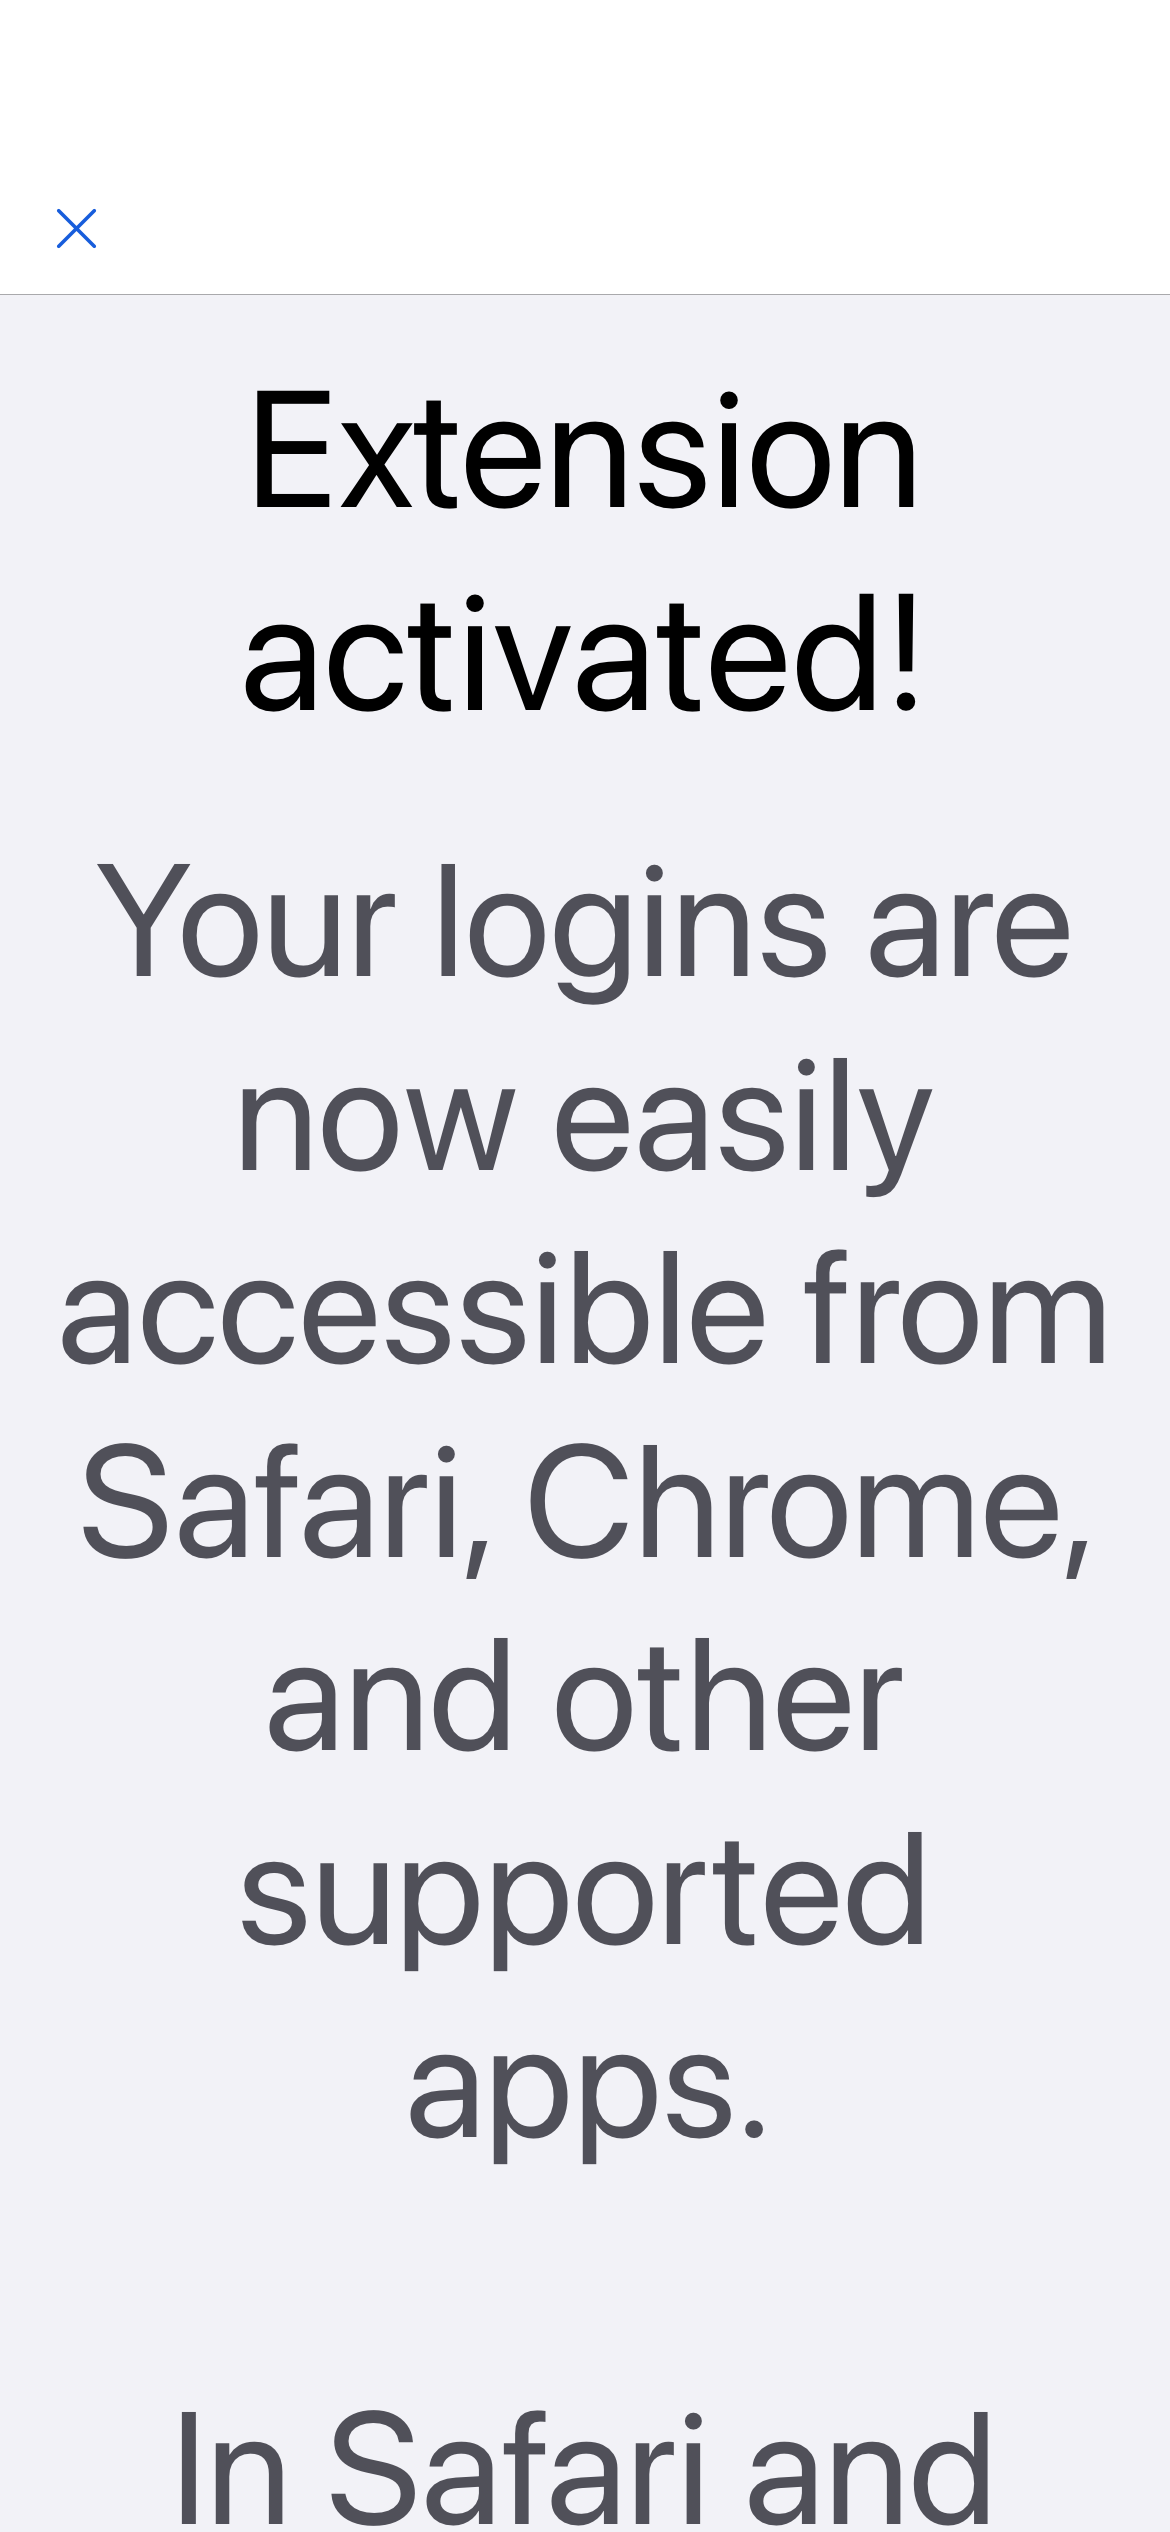 Extension
activated!
Your logins are
now easily
accessible from
Safari, Chrome,
and other
supported
apps.
In Safari and